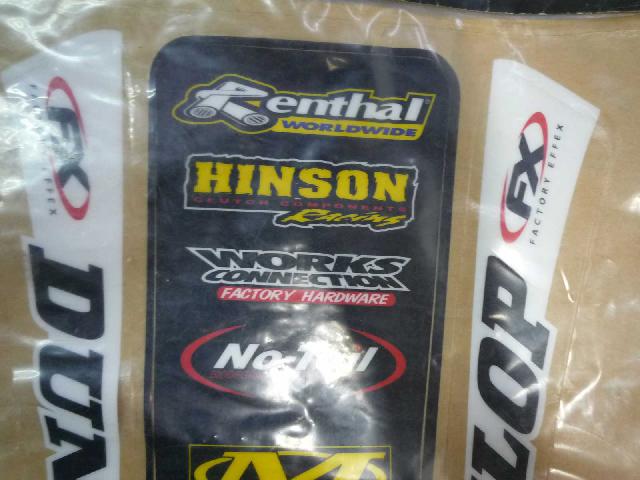 Renthal
WORLDWIDE
HINSON
CLUTCH COMPONENTS
Racing
WORKS
CONNECTION
FACTORY HARDWARE
No-Toil
FX
FACTORY EFFEX
LOP
FX
EFFEX
DUN